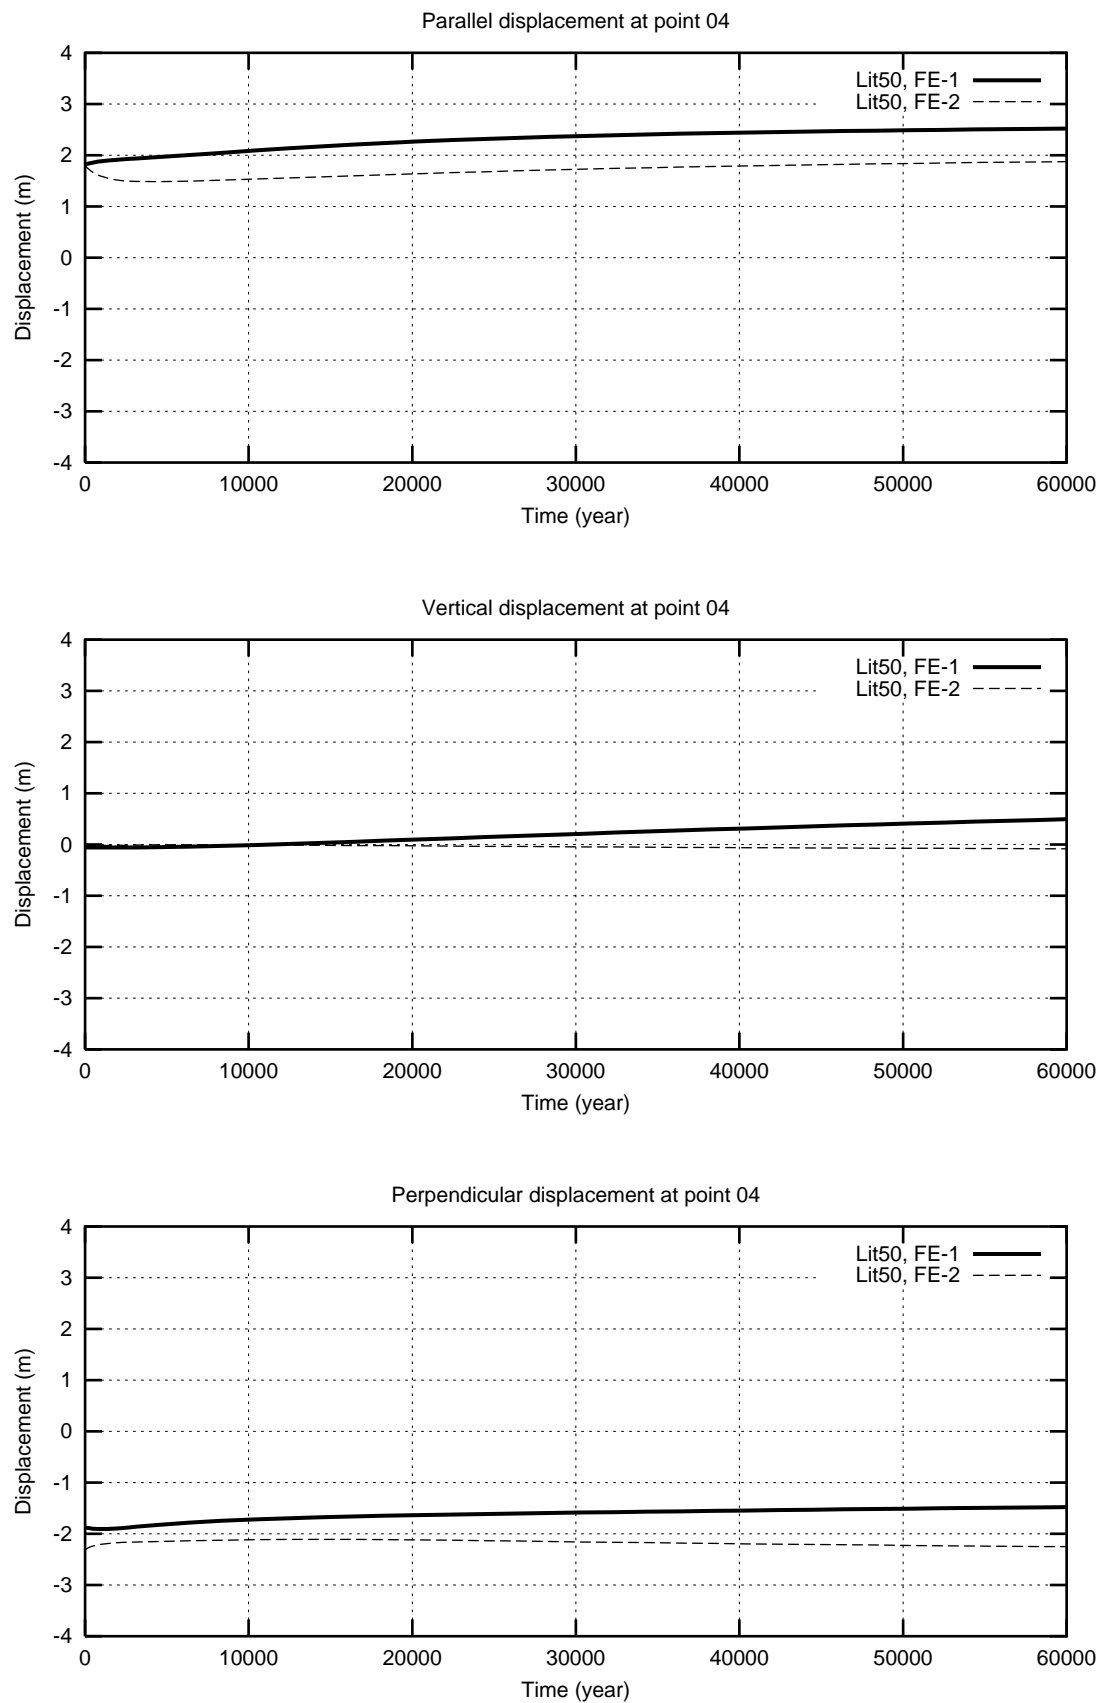 Parallel displacement at point 04
4
3
2
1
0
-1
-2
-3
-4
Displacement (m)
Lit50, FE-1
Lit50, FE-2
0 10000 20000 30000 40000 50000 60000
Time (year)
Vertical displacement at point 04
4
3
2
1
0
-1
-2
-3
-4
Displacement (m)
Lit50, FE-1
Lit50, FE-2
0 10000 20000 30000 40000 50000 60000
Time (year)
Perpendicular displacement at point 04
4
3
2
1
0
-1
-2
-3
-4
Displacement (m)
Lit50, FE-1
Lit50, FE-2
0 10000 20000 30000 40000 50000 60000
Time (year)